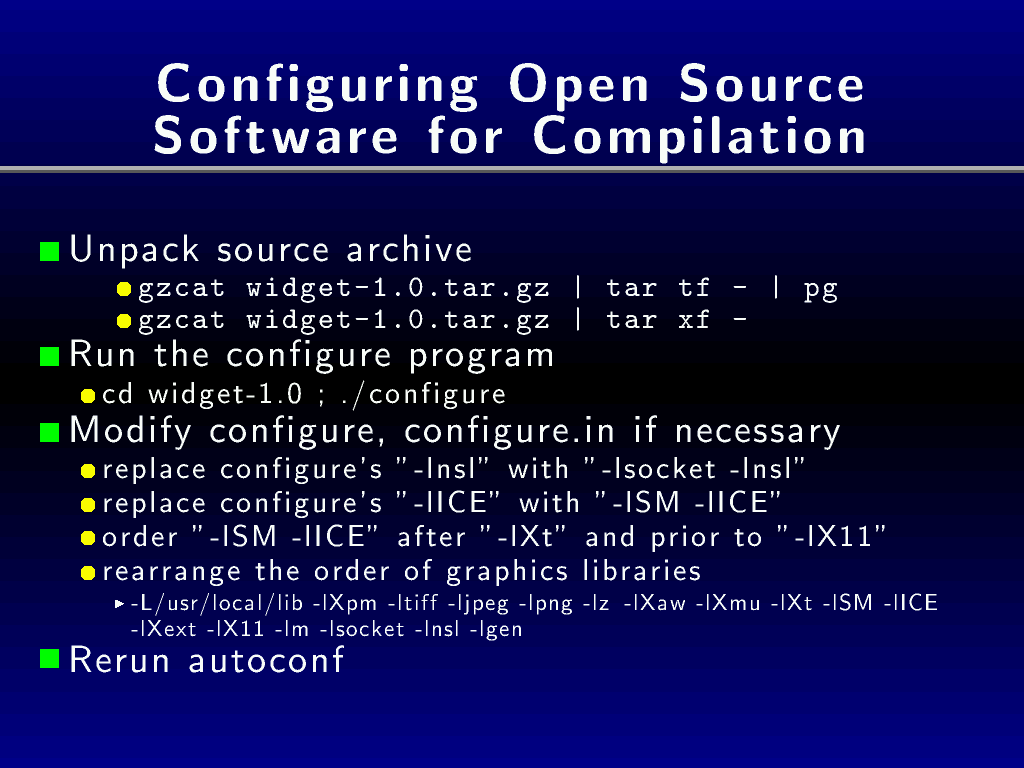 Configuring Open Source
Software for Compilation
Unpack source archive
gzcat widget-1.0.tar.gz | tar tf - | pg
gzcat widget-1.0.tar.gz | tar xf -
Run the configure program
cd widget-1.0 ; ./configure
Modify configure, configure.in if necessary
replace configure's "-lnsl" with "-lsocket -lnsl"
replace configure's "-lICE" with "-lSM -lICE"
order "-lSM -lICE" after "-lXt" and prior to "-lX11"
rearrange the order of graphics libraries
-L/usr/local/lib -lXpm -ltiff -ljpeg -lpng -lz -lXaw -lXmu -lXt -lSM -lICE
-lXext -lX11 -lm -lsocket -lnsl -lgen
Rerun autoconf